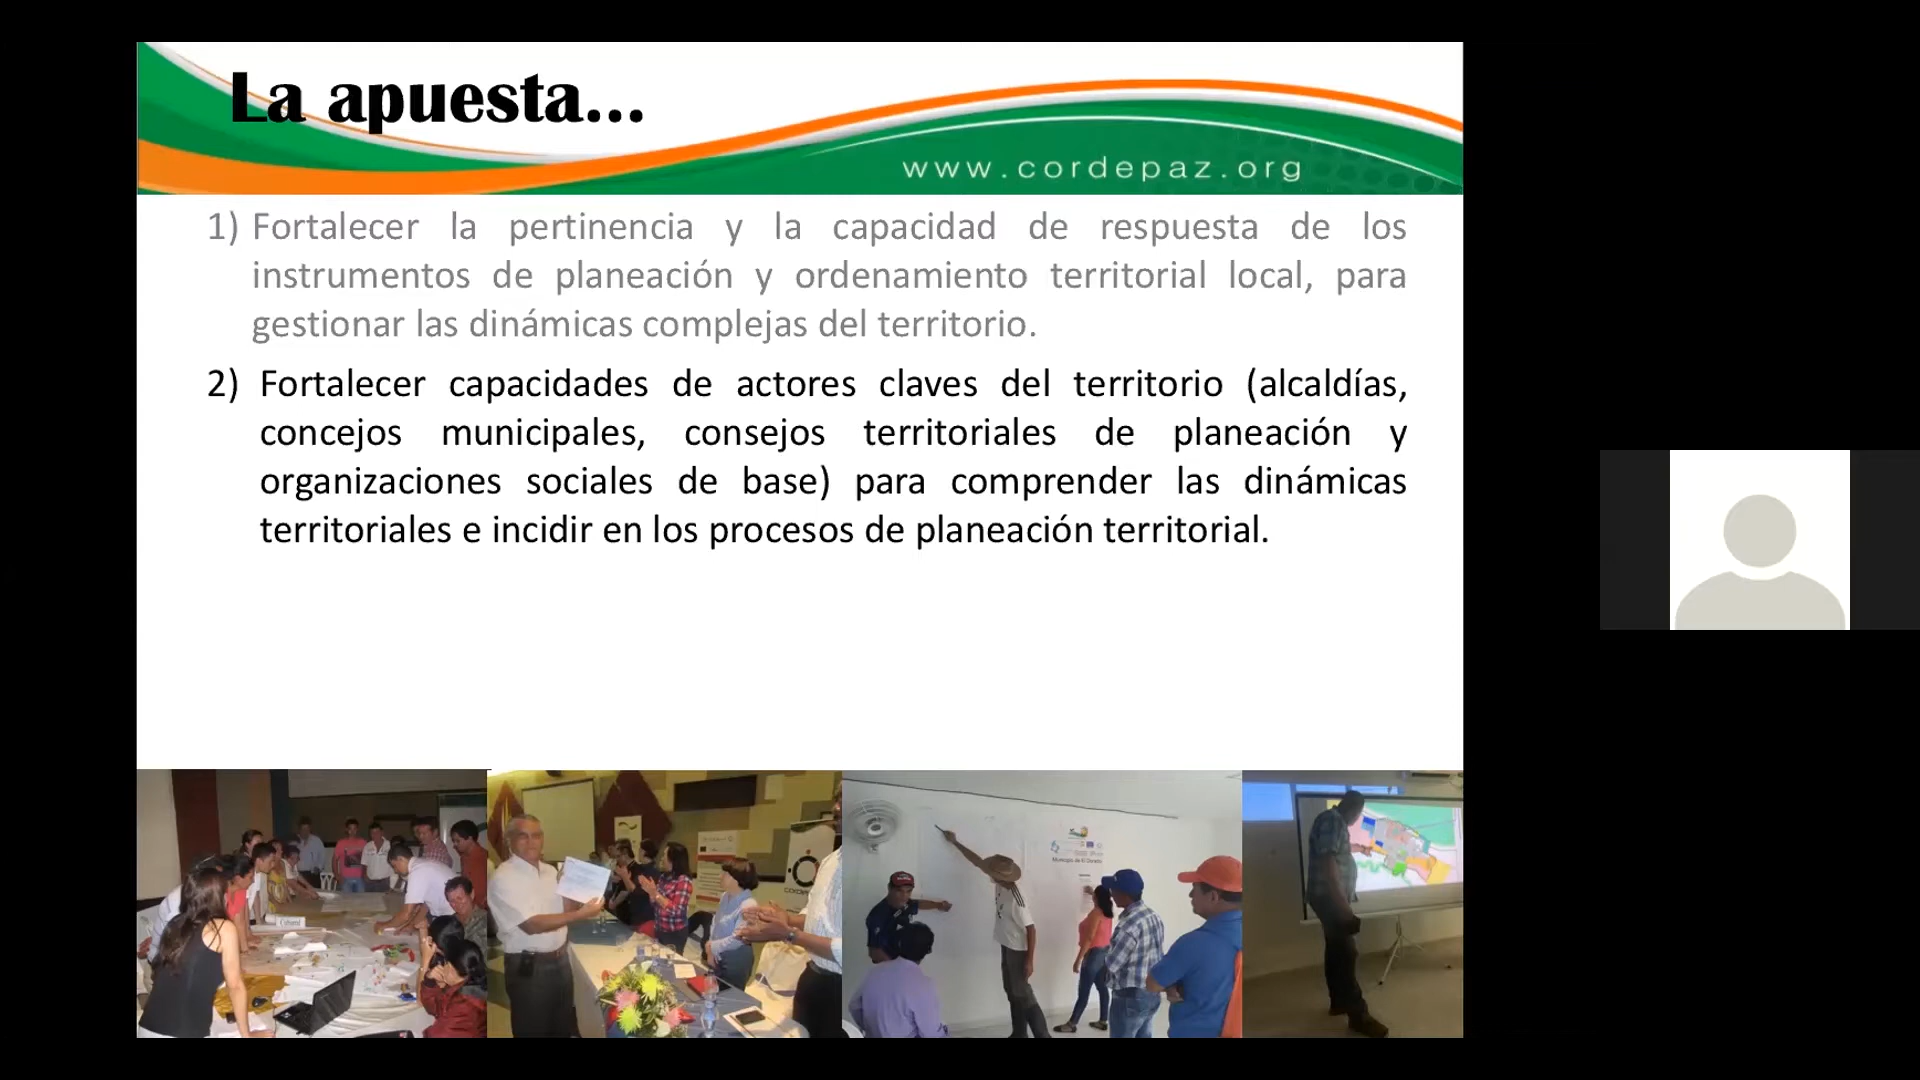 La apuesta...
www.cordepaz.org
1) Fortalecer la pertinencia y la capacidad de respuesta de los
instrumentos de planeación y ordenamiento territorial local, para
gestionar las dinámicas complejas del territorio.
2) Fortalecer capacidades de actores claves del territorio (alcaldías,
concejos municipales, consejos territoriales de planeación y
organizaciones sociales de base) para comprender las dinámicas
territoriales e incidir en los procesos de planeación territorial.